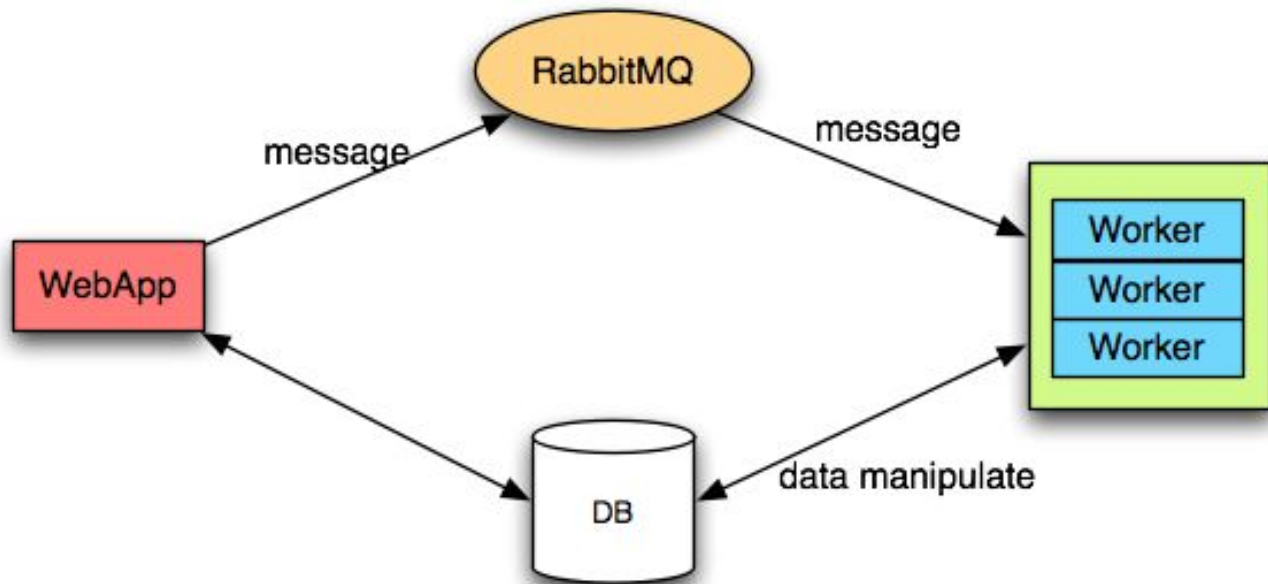 RabbitMQ
message
message
WebApp
Worker
Worker
Worker
data manipulate
DB